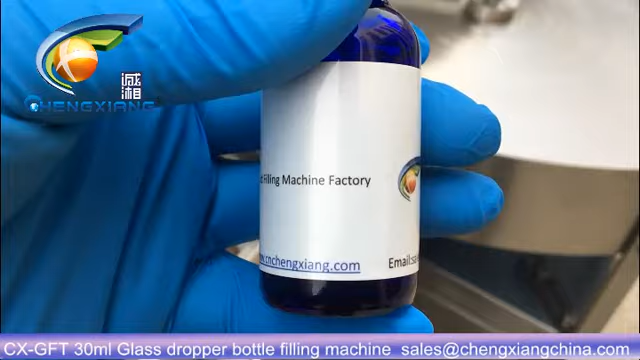 诚湘
CHENGXIANG
Filling Machine Factory
cnchengxiang.com
Email:
CX-GFT 30ml Glass dropper bottle filling machine sales@chengxiangchina.com